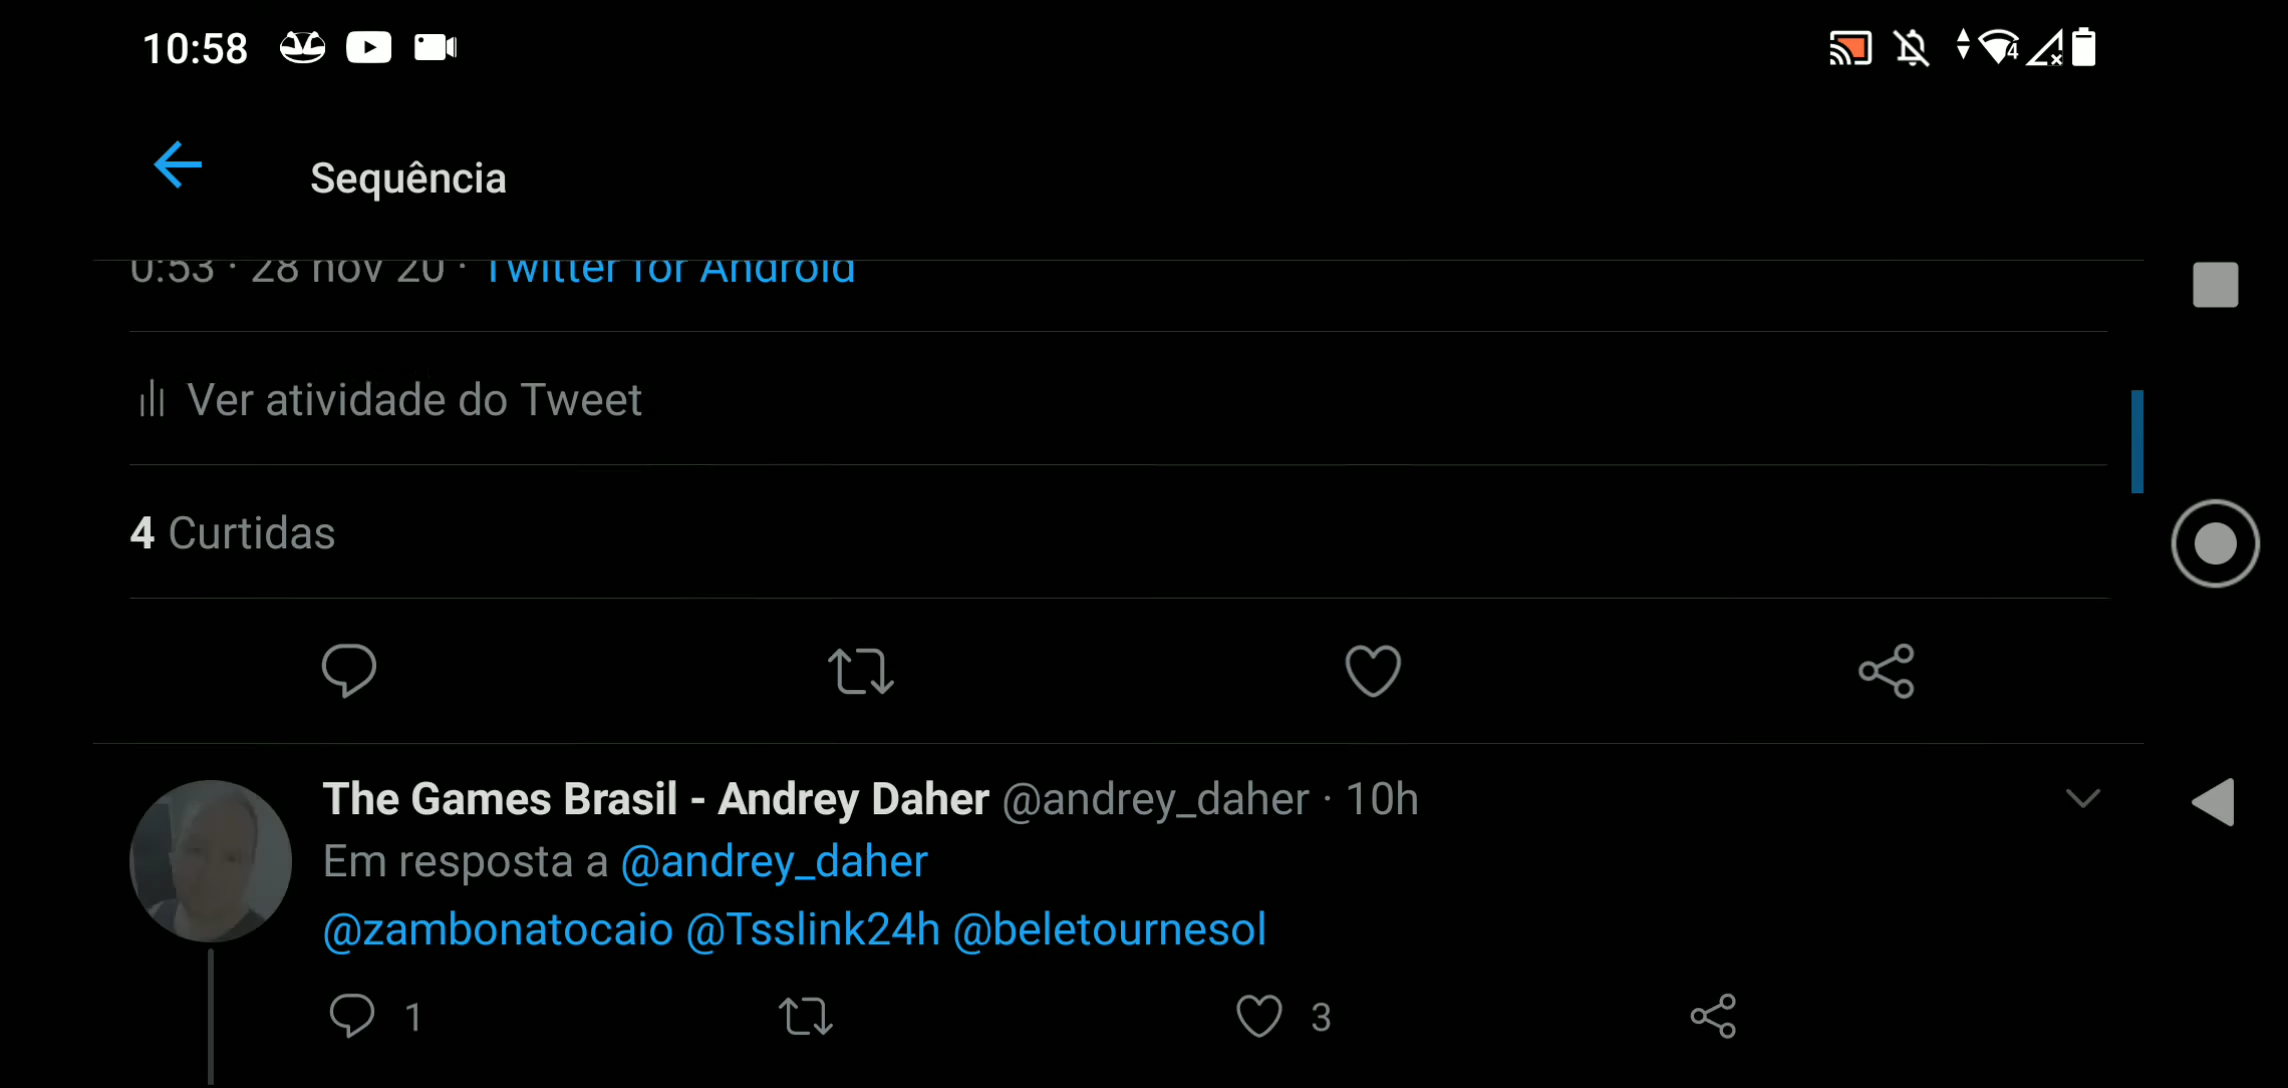 10:58
4
Sequência
0:53 · 28 nov 20 · Twitter for Android
Ver atividade do Tweet
4 Curtidas
The Games Brasil - Andrey Daher @andrey_daher · 10h
Em resposta a @andrey_daher
@zambonatocaio @Tsslink24h @beletournesol
1
3